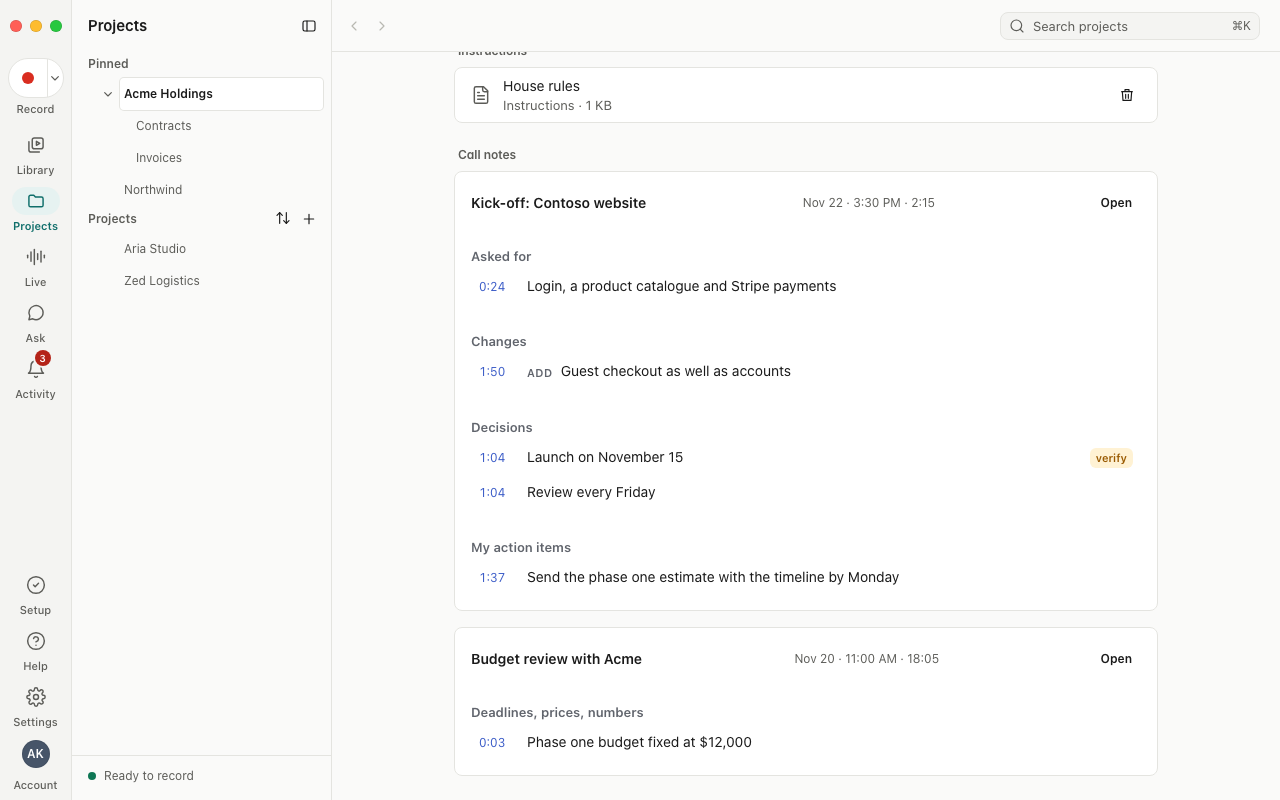 Projects
Search projects
⌘K
Record
Library
Projects
Live
Ask
3
Activity
Setup
Help
Settings
AK
Account
Pinned
Acme Holdings
Contracts
Invoices
Northwind
Projects
Aria Studio
Zed Logistics
Ready to record
Instructions
House rules
Instructions · 1 KB
Call notes
Kick-off: Contoso website
Nov 22 · 3:30 PM · 2:15
Open
Asked for
0:24 Login, a product catalogue and Stripe payments
Changes
1:50 ADD Guest checkout as well as accounts
Decisions
1:04 Launch on November 15
verify
1:04 Review every Friday
My action items
1:37 Send the phase one estimate with the timeline by Monday
Budget review with Acme
Nov 20 · 11:00 AM · 18:05
Open
Deadlines, prices, numbers
0:03 Phase one budget fixed at $12,000